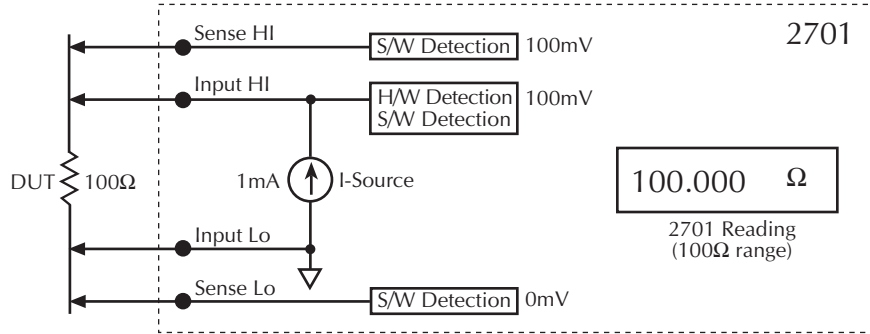 Sense HI
S/W Detection 100mV
2701
Input HI
H/W Detection 100mV
S/W Detection
DUT 100Ω
1mA I-Source
100.000 Ω
2701 Reading
(100Ω range)
Input Lo
Sense Lo
S/W Detection 0mV